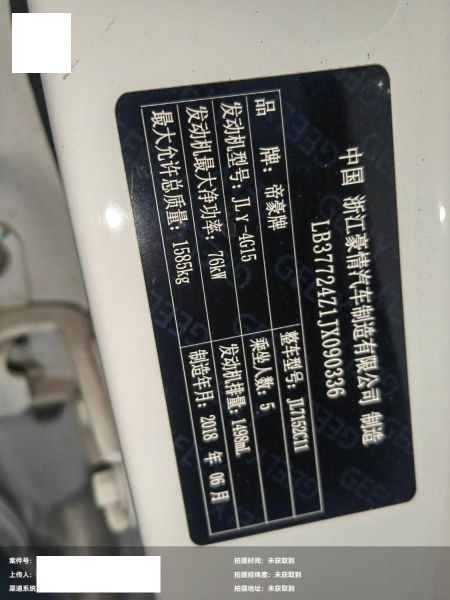 中国 浙江豪情汽车制造有限公司 制造
LB37724Z1JX090336
品 牌：帝豪牌 整车型号：JL7152C11
发动机型号：JLγ-4G15 乘坐人数：5
发动机最大净功率：76kW 发动机排量：1498mL
最大允许总质量：1585kg 制造年月：2018 年 06 月
案件号： 拍摄时间：未获取到
上传人： 拍摄经纬度：未获取到
渠道系统 拍摄地址：未获取到